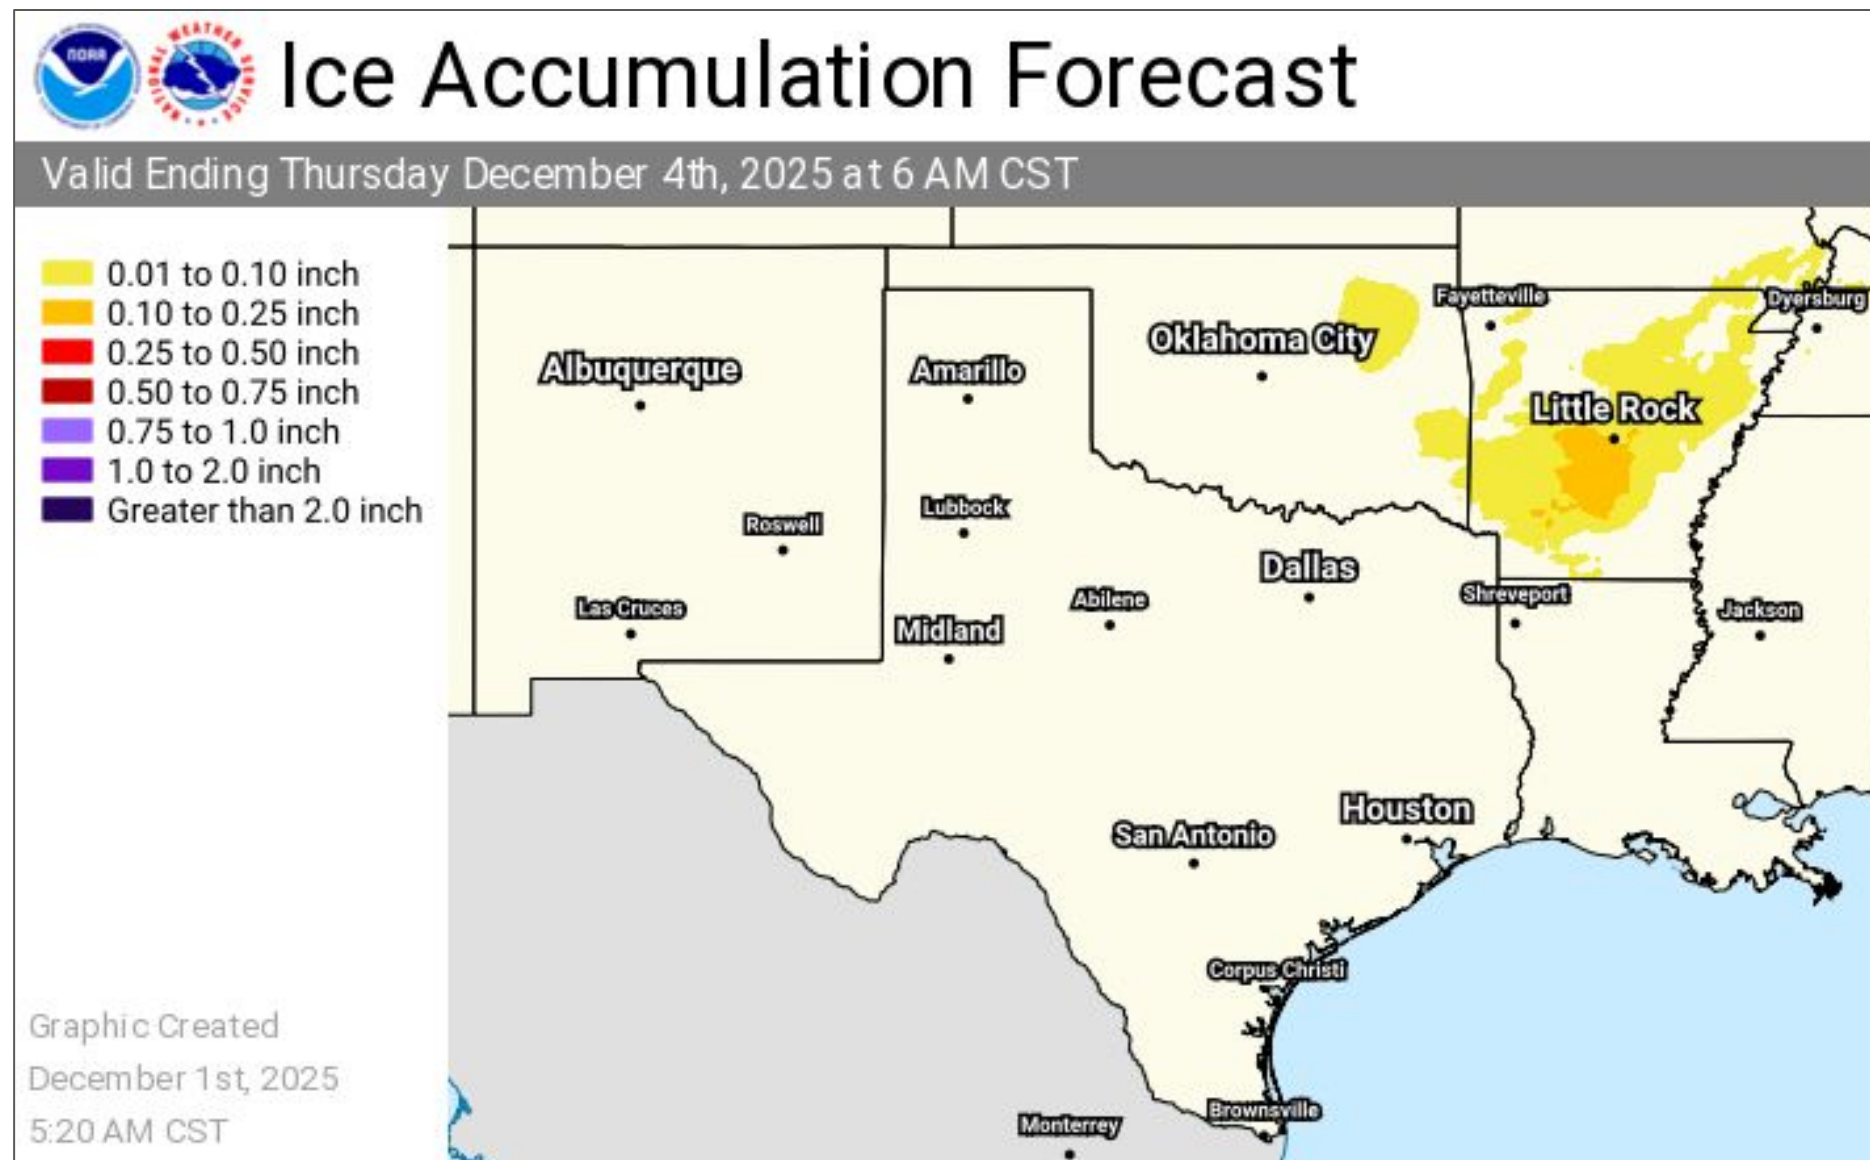 NOAA
NATIONAL WEATHER SERVICE
Ice Accumulation Forecast
Valid Ending Thursday December 4th, 2025 at 6 AM CST
0.01 to 0.10 inch
0.10 to 0.25 inch
0.25 to 0.50 inch
0.50 to 0.75 inch
0.75 to 1.0 inch
1.0 to 2.0 inch
Greater than 2.0 inch
Fayetteville
Dyersburg
Oklahoma City
Albuquerque
Amarillo
Little Rock
Lubbock
Roswell
Dallas
Shreveport
Abilene
Las Cruces
Jackson
Midland
Houston
San Antonio
Corpus Christi
Brownsville
Monterrey
Graphic Created
December 1st, 2025
5:20 AM CST